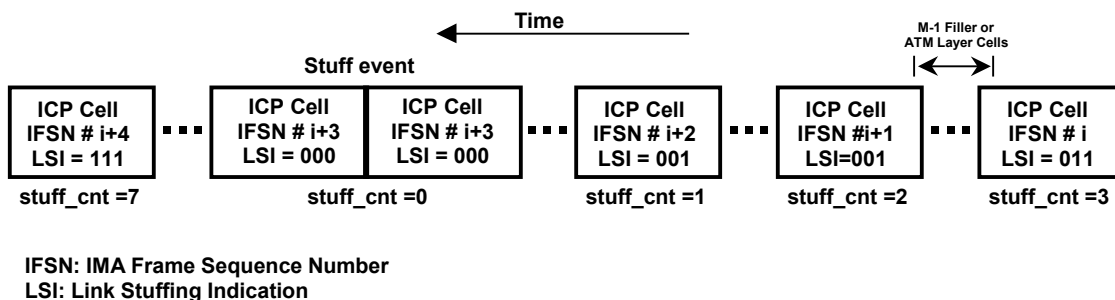 Time
M-1 Filler or
ATM Layer Cells
Stuff event
ICP Cell
IFSN # i+4
LSI = 111
ICP Cell
IFSN # i+3
LSI = 000
ICP Cell
IFSN # i+3
LSI = 000
ICP Cell
IFSN # i+2
LSI = 001
ICP Cell
IFSN #i+1
LSI=001
ICP Cell
IFSN # i
LSI = 011
stuff_cnt =7
stuff_cnt =0
stuff_cnt =1
stuff_cnt =2
stuff_cnt =3
IFSN: IMA Frame Sequence Number
LSI: Link Stuffing Indication